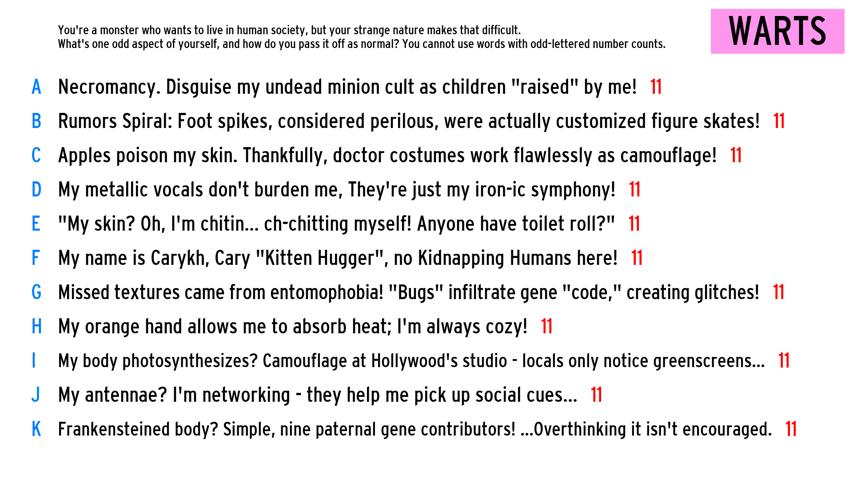 You're a monster who wants to live in human society, but your strange nature makes that difficult.
What's one odd aspect of yourself, and how do you pass it off as normal? You cannot use words with odd-lettered number counts.
WARTS
A Necromancy. Disguise my undead minion cult as children "raised" by me! 11
B Rumors Spiral: Foot spikes, considered perilous, were actually customized figure skates! 11
C Apples poison my skin. Thankfully, doctor costumes work flawlessly as camouflage! 11
D My metallic vocals don't burden me, They're just my iron-ic symphony! 11
E "My skin? Oh, I'm chitin... ch-chitting myself! Anyone have toilet roll?" 11
F My name is Carykh, Cary "Kitten Hugger", no Kidnapping Humans here! 11
G Missed textures came from entomophobia! "Bugs" infiltrate gene "code," creating glitches! 11
H My orange hand allows me to absorb heat; I'm always cozy! 11
I My body photosynthesizes? Camouflage at Hollywood's studio - locals only notice greenscreens... 11
J My antennae? I'm networking - they help me pick up social cues... 11
K Frankensteined body? Simple, nine paternal gene contributors! ...Overthinking it isn't encouraged. 11